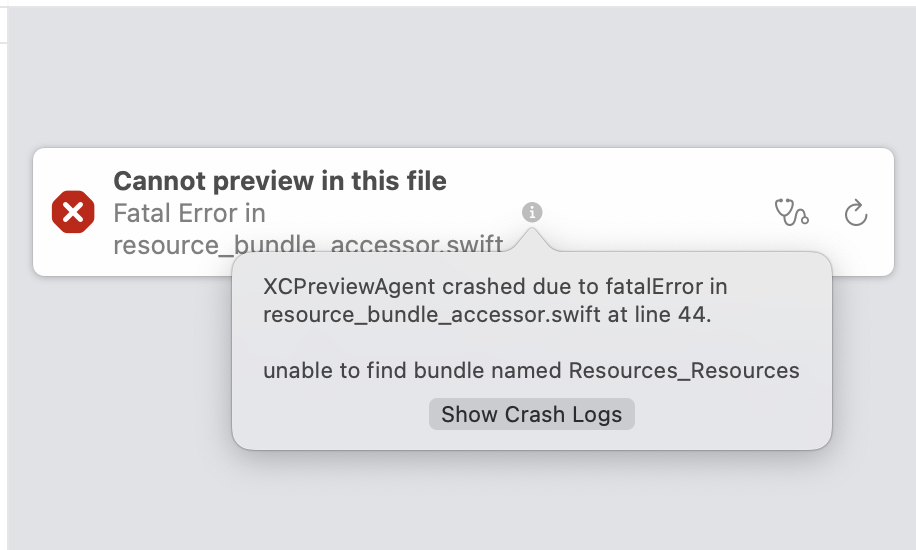 Cannot preview in this file
Fatal Error in
resource_bundle_accessor.swift
XCPreviewAgent crashed due to fatalError in
resource_bundle_accessor.swift at line 44.
unable to find bundle named Resources_Resources
Show Crash Logs